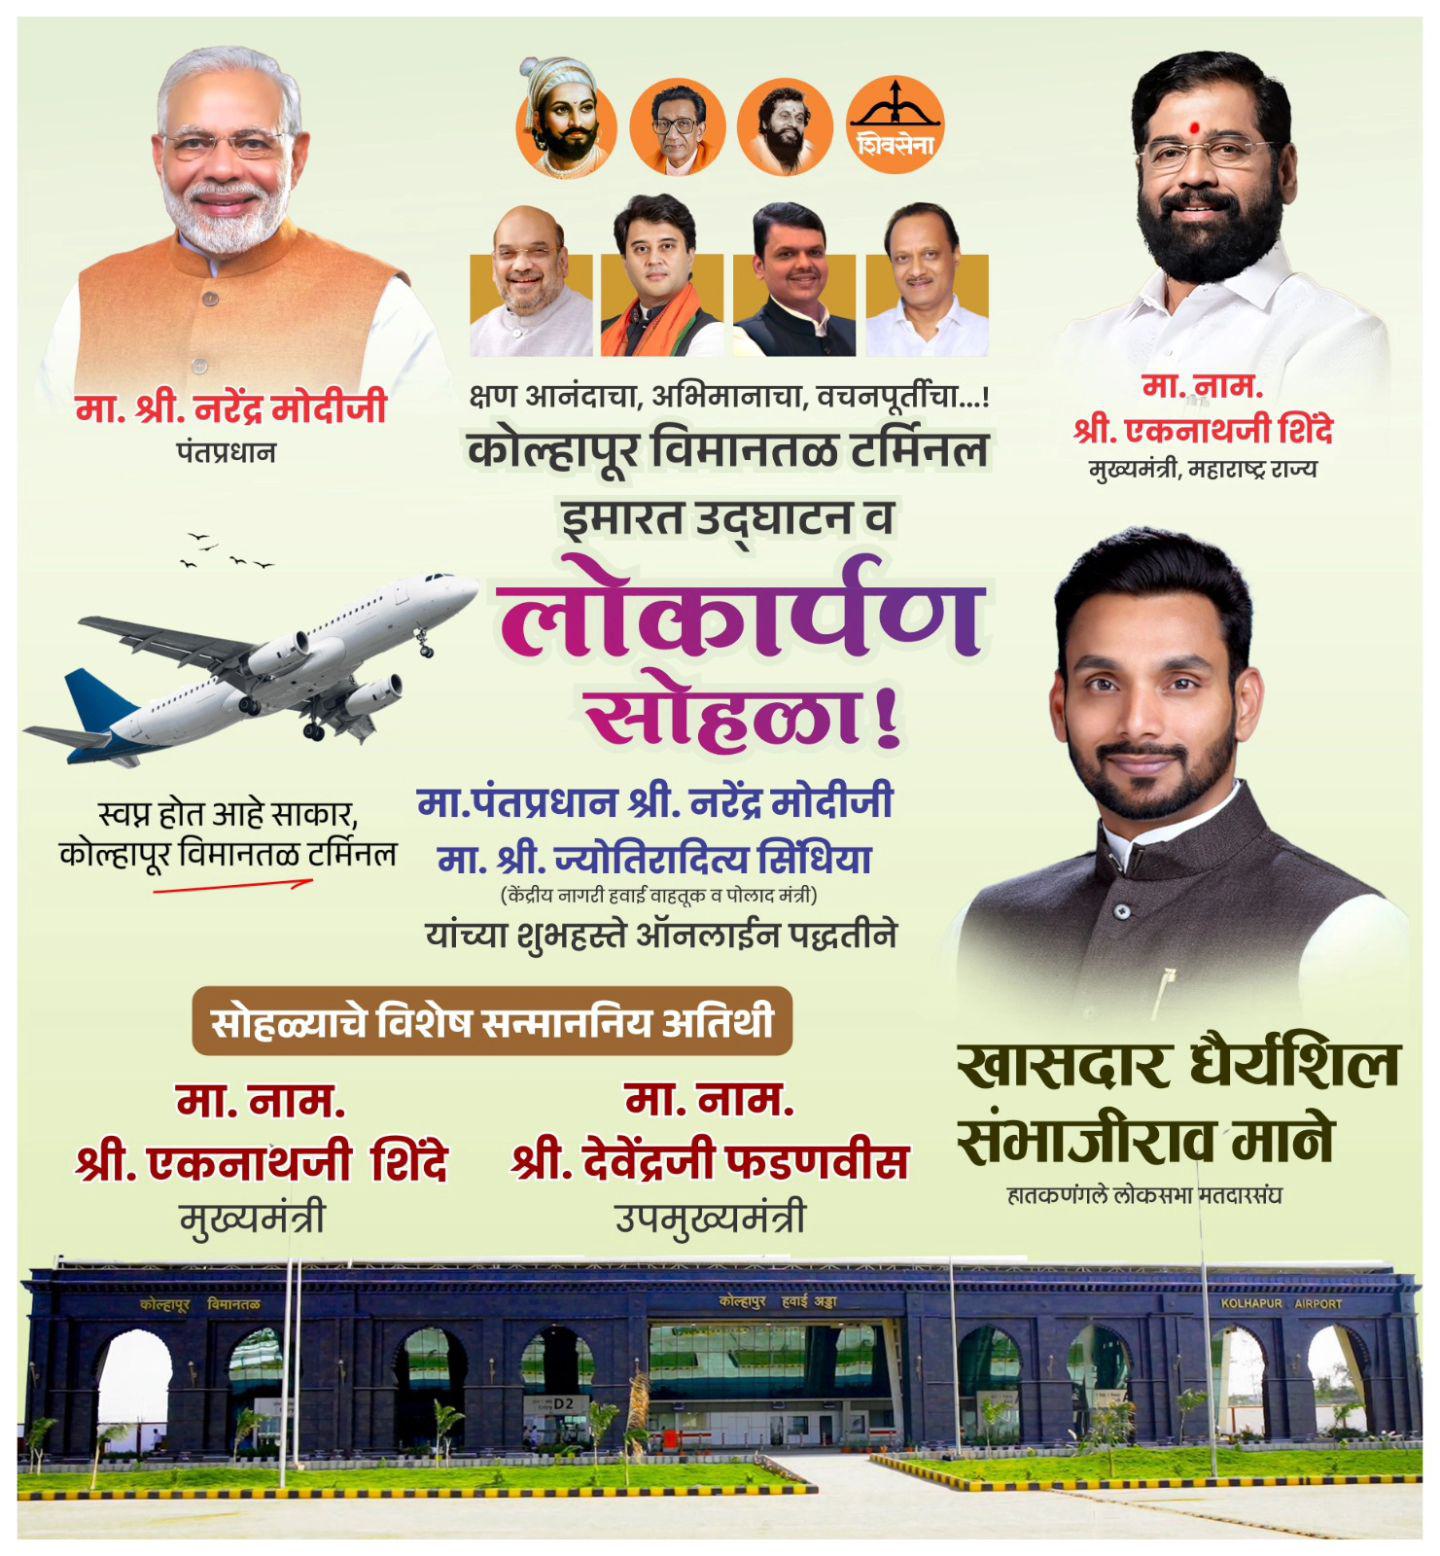 शिवसेना
मा. श्री. नरेंद्र मोदीजी
पंतप्रधान
मा. नाम.
श्री. एकनाथजी शिंदे
मुख्यमंत्री, महाराष्ट्र राज्य
क्षण आनंदाचा, अभिमानाचा, वचनपूर्तीचा...!
कोल्हापूर विमानतळ टर्मिनल
इमारत उद्घाटन व
लोकार्पण
सोहळा!
स्वप्न होत आहे साकार,
कोल्हापूर विमानतळ टर्मिनल
मा.पंतप्रधान श्री. नरेंद्र मोदीजी
मा. श्री. ज्योतिरादित्य सिंधिया
(केंद्रीय नागरी हवाई वाहतूक व पोलाद मंत्री)
यांच्या शुभहस्ते ऑनलाईन पद्धतीने
सोहळ्याचे विशेष सन्माननिय अतिथी
मा. नाम.
श्री. एकनाथजी शिंदे
मुख्यमंत्री
मा. नाम.
श्री. देवेंद्रजी फडणवीस
उपमुख्यमंत्री
खासदार धैर्यशिल
संभाजीराव माने
हातकणंगले लोकसभा मतदारसंघ
कोल्हापूर विमानतळ
कोल्हापुर हवाई अड्डा
KOLHAPUR AIRPORT
D2